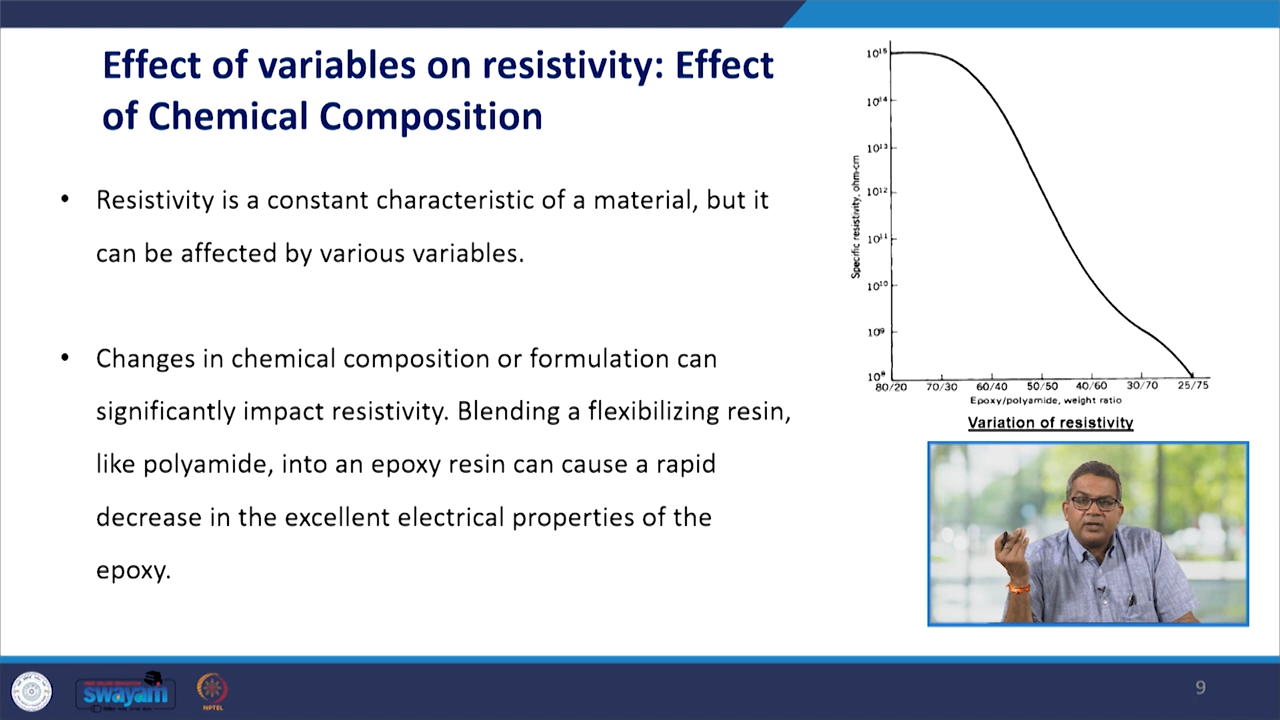 Effect of variables on resistivity: Effect
of Chemical Composition
• Resistivity is a constant characteristic of a material, but it
can be affected by various variables.
• Changes in chemical composition or formulation can
significantly impact resistivity. Blending a flexibilizing resin,
like polyamide, into an epoxy resin can cause a rapid
decrease in the excellent electrical properties of the
epoxy.
Specific resistivity, ohm-cm
10¹⁵
10¹⁴
10¹³
10¹²
10¹¹
10¹⁰
10⁹
10⁸
80/20 70/30 60/40 50/50 40/60 30/70 25/75
Epoxy/polyamide, weight ratio
Variation of resistivity
swayam
NPTEL
9